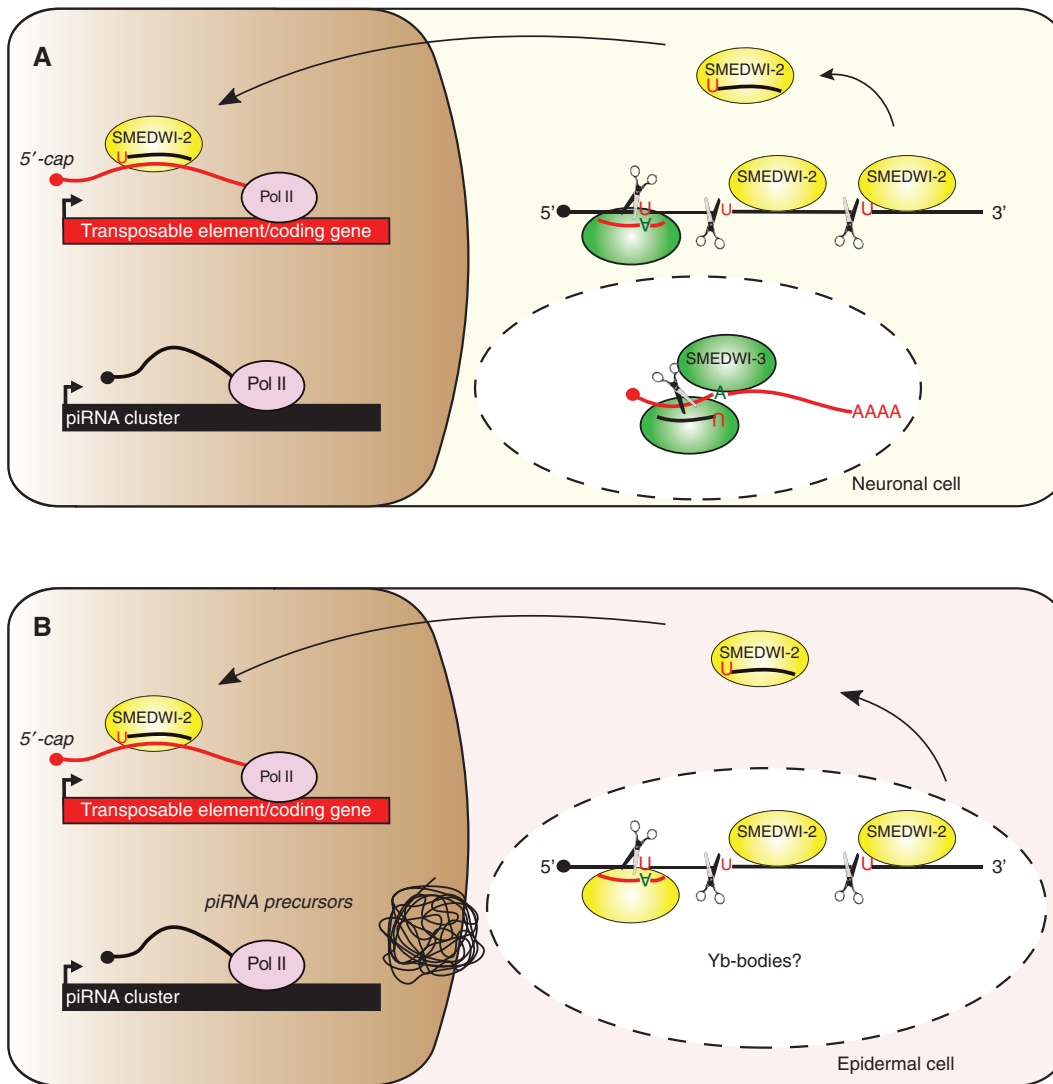 A
SMEDWI-2
U
SMEDWI-2
U
5′-cap
Pol II
Transposable element/coding gene
SMEDWI-2
SMEDWI-2
5’
U
A
U
U
3’
Pol II
piRNA cluster
SMEDWI-3
A
U
AAAA
Neuronal cell
B
SMEDWI-2
U
SMEDWI-2
U
5′-cap
Pol II
Transposable element/coding gene
SMEDWI-2
SMEDWI-2
5’
U
A
U
U
3’
piRNA precursors
Pol II
piRNA cluster
Yb-bodies?
Epidermal cell